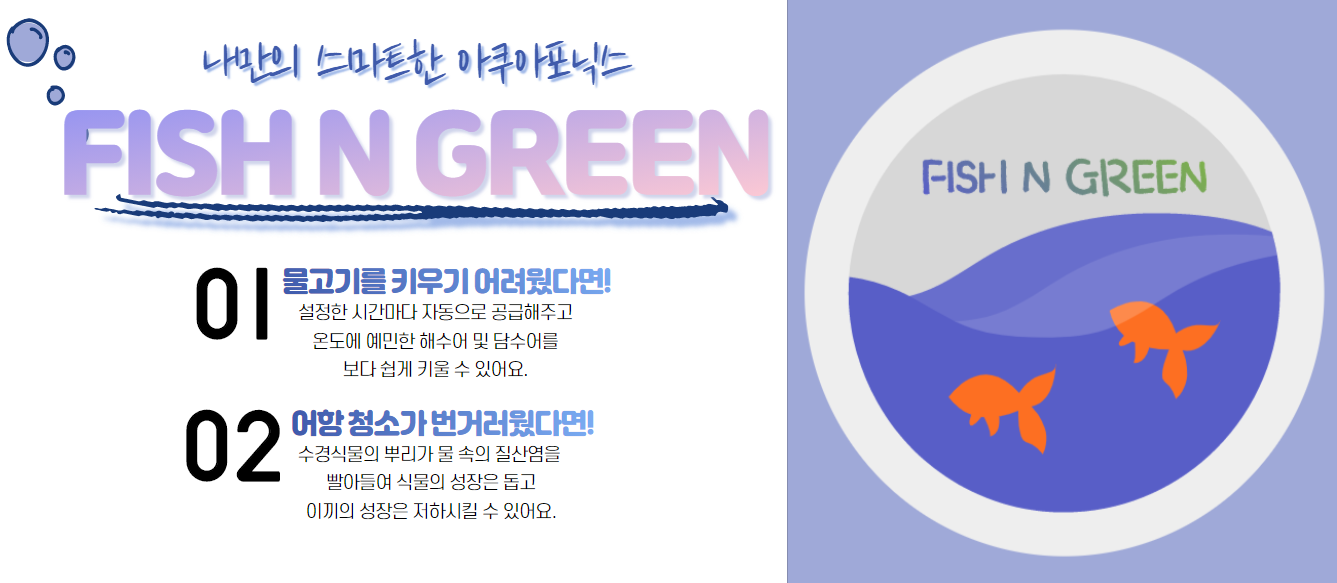 내만의 스마트한 아쿠아포닉스
FISH N GREEN
01
물고기를 키우기 어려웠다면!
설정한 시간마다 자동으로 공급해주고
온도에 예민한 해수어 및 담수어를
보다 쉽게 키울 수 있어요.
02
어항 청소가 번거러웠다면!
수경식물의 뿌리가 물 속의 질산염을
빨아들여 식물의 성장은 돕고
이끼의 성장은 저하시킬 수 있어요.
FISH N GREEN